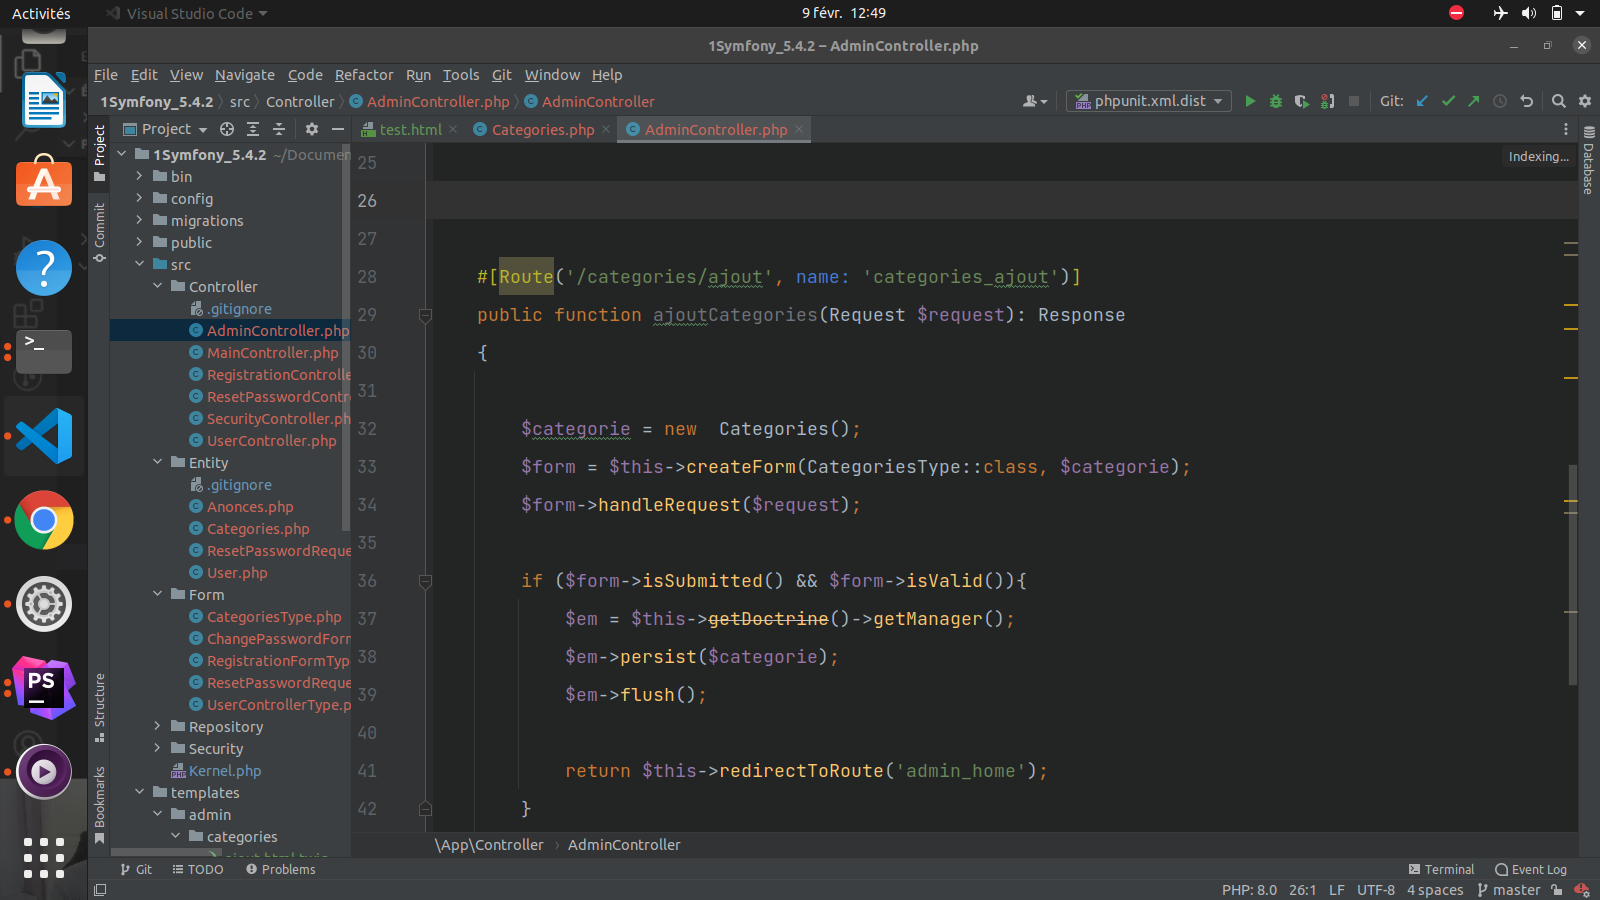 Activités
Visual Studio Code
9 févr.  12:49
1Symfony_5.4.2 – AdminController.php
File Edit View Navigate Code Refactor Run Tools Git Window Help
1Symfony_5.4.2 src Controller AdminController.php AdminController
phpunit.xml.dist
Git:
Project
test.html
Categories.php
AdminController.php
Project
Commit
Structure
Bookmarks
Database
Indexing...
1Symfony_5.4.2 ~/Documen
bin
config
migrations
public
src
Controller
.gitignore
AdminController.php
MainController.php
RegistrationControlle
ResetPasswordContr
SecurityController.ph
UserController.php
Entity
.gitignore
Anonces.php
Categories.php
ResetPasswordReque
User.php
Form
CategoriesType.php
ChangePasswordForm
RegistrationFormTyp
ResetPasswordReque
UserControllerType.p
Repository
Security
Kernel.php
templates
admin
categories
25
26
27
28 #[Route('/categories/ajout', name: 'categories_ajout')]
29 public function ajoutCategories(Request $request): Response
30 {
31
32 $categorie = new  Categories();
33 $form = $this->createForm(CategoriesType::class, $categorie);
34 $form->handleRequest($request);
35
36 if ($form->isSubmitted() && $form->isValid()){
37 $em = $this->getDoctrine()->getManager();
38 $em->persist($categorie);
39 $em->flush();
40
41 return $this->redirectToRoute('admin_home');
42 }
\App\Controller › AdminController
Git TODO Problems Terminal Event Log
PHP: 8.0 26:1 LF UTF-8 4 spaces master